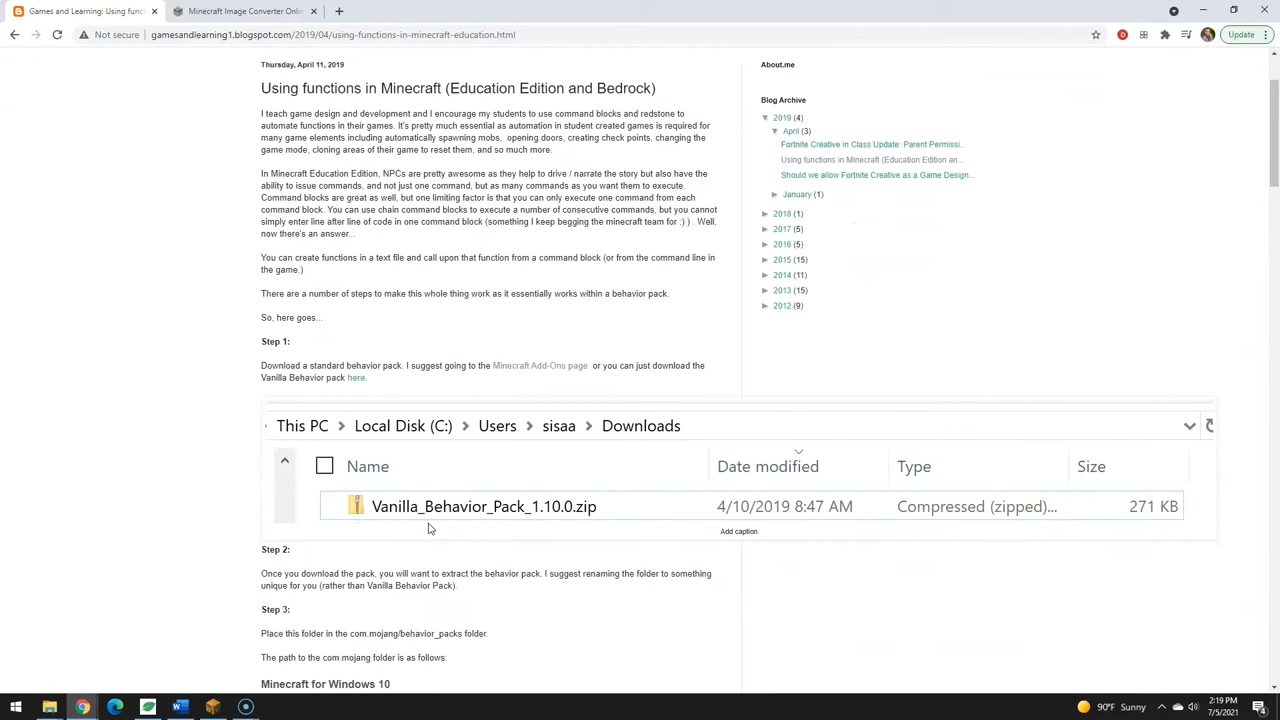 Games and Learning: Using func
Minecraft Image Converter Onlin
Not secure gamesandlearning1.blogspot.com/2019/04/using-functions-in-minecraft-education.html
Update
Thursday, April 11, 2019
Using functions in Minecraft (Education Edition and Bedrock)
I teach game design and development and I encourage my students to use command blocks and redstone to
automate functions in their games. It's pretty much essential as automation in student created games is required for
many game elements including automatically spawning mobs, opening doors, creating check points, changing the
game mode, cloning areas of their game to reset them, and so much more.
In Minecraft Education Edition, NPCs are pretty awesome as they help to drive / narrate the story but also have the
ability to issue commands, and not just one command, but as many commands as you want them to execute.
Command blocks are great as well, but one limiting factor is that you can only execute one command from each
command block. You can use chain command blocks to execute a number of consecutive commands, but you cannot
simply enter line after line of code in one command block (something I keep begging the minecraft team for :) ) . Well,
now there's an answer...
You can create functions in a text file and call upon that function from a command block (or from the command line in
the game.)
There are a number of steps to make this whole thing work as it essentially works within a behavior pack.
So, here goes...
Step 1:
Download a standard behavior pack. I suggest going to the Minecraft Add-Ons page or you can just download the
Vanilla Behavior pack here.
About.me
Blog Archive
▼ 2019 (4)
▼ April (3)
Fortnite Creative in Class Update: Parent Permissi...
Using functions in Minecraft (Education Edition an...
Should we allow Fortnite Creative as a Game Design...
► January (1)
► 2018 (1)
► 2017 (5)
► 2016 (5)
► 2015 (15)
► 2014 (11)
► 2013 (15)
► 2012 (9)
This PC > Local Disk (C:) > Users > sisaa > Downloads
Name Date modified Type Size
Vanilla_Behavior_Pack_1.10.0.zip 4/10/2019 8:47 AM Compressed (zipped)... 271 KB
Add caption
Step 2:
Once you download the pack, you will want to extract the behavior pack. I suggest renaming the folder to something
unique for you (rather than Vanilla Behavior Pack).
Step 3:
Place this folder in the com.mojang/behavior_packs folder.
The path to the com.mojang folder is as follows:
Minecraft for Windows 10
90°F Sunny
2:19 PM
7/5/2021
4